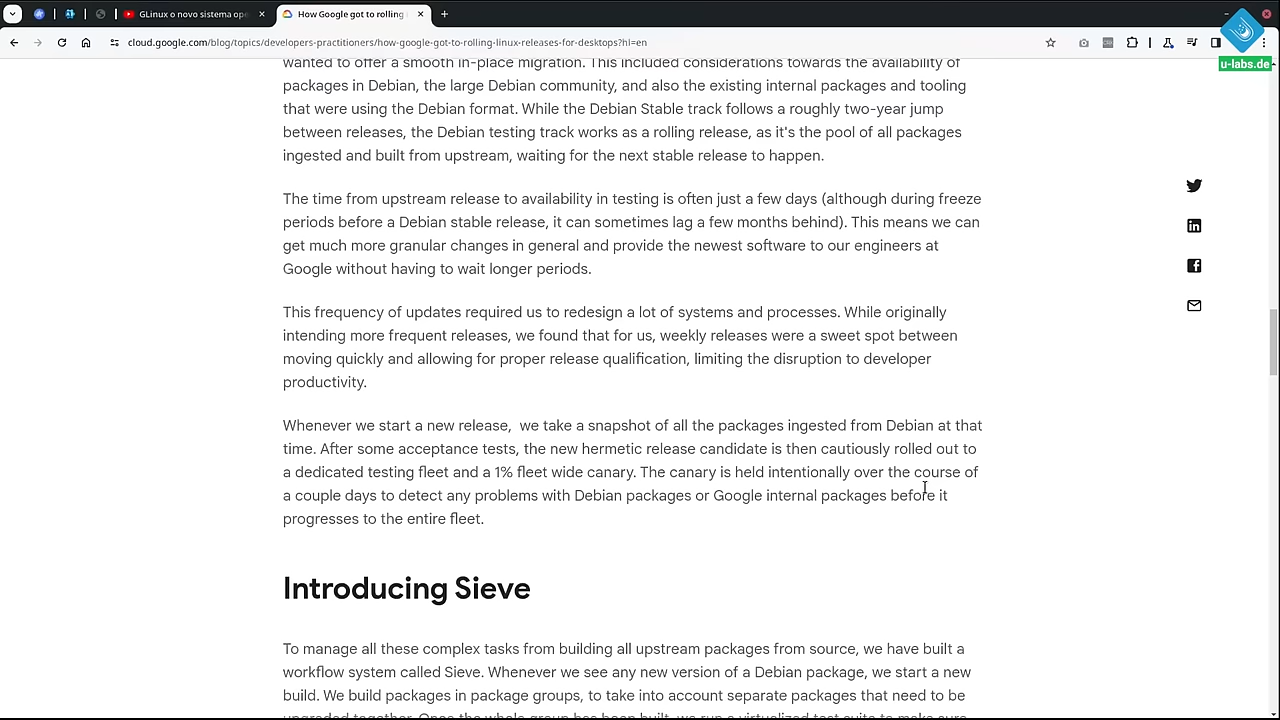 GLinux o novo sistema ope
How Google got to rolling
cloud.google.com/blog/topics/developers-practitioners/how-google-got-to-rolling-linux-releases-for-desktops?hl=en
u-labs.de
wanted to offer a smooth in-place migration. This included considerations towards the availability of
packages in Debian, the large Debian community, and also the existing internal packages and tooling
that were using the Debian format. While the Debian Stable track follows a roughly two-year jump
between releases, the Debian testing track works as a rolling release, as it's the pool of all packages
ingested and built from upstream, waiting for the next stable release to happen.
The time from upstream release to availability in testing is often just a few days (although during freeze
periods before a Debian stable release, it can sometimes lag a few months behind). This means we can
get much more granular changes in general and provide the newest software to our engineers at
Google without having to wait longer periods.
This frequency of updates required us to redesign a lot of systems and processes. While originally
intending more frequent releases, we found that for us, weekly releases were a sweet spot between
moving quickly and allowing for proper release qualification, limiting the disruption to developer
productivity.
Whenever we start a new release,  we take a snapshot of all the packages ingested from Debian at that
time. After some acceptance tests, the new hermetic release candidate is then cautiously rolled out to
a dedicated testing fleet and a 1% fleet wide canary. The canary is held intentionally over the course of
a couple days to detect any problems with Debian packages or Google internal packages before it
progresses to the entire fleet.
Introducing Sieve
To manage all these complex tasks from building all upstream packages from source, we have built a
workflow system called Sieve. Whenever we see any new version of a Debian package, we start a new
build. We build packages in package groups, to take into account separate packages that need to be
upgraded together. Once the whole group has been built, we run a virtualized test suite to make sure